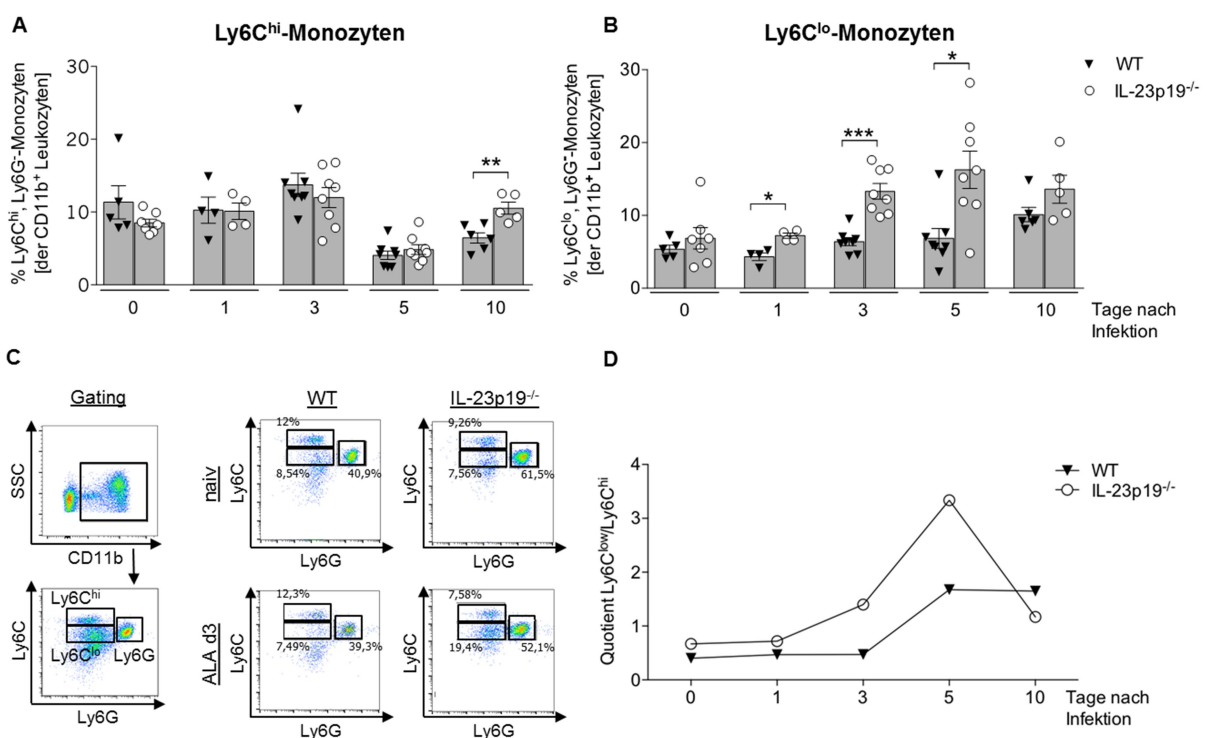 A
Ly6Chi-Monozyten
% Ly6Chi, Ly6G--Monozyten
[der CD11b+ Leukozyten]
30
20
10
0
**
0 1 3 5 10
B
Ly6Clo-Monozyten
% Ly6Clo, Ly6G--Monozyten
[der CD11b+ Leukozyten]
30
20
10
0
*
***
*
0 1 3 5 10
Tage nach
Infektion
WT
IL-23p19-/-
C
Gating
SSC
CD11b
Ly6Chi
Ly6Clo
Ly6G
Ly6C
Ly6G
WT
IL-23p19-/-
naiv
Ly6C
12%
8,54%
40,9%
Ly6G
Ly6C
9,26%
7,56%
61,5%
Ly6G
ALA d3
Ly6C
12,3%
7,49%
39,3%
Ly6G
Ly6C
7,58%
19,4%
52,1%
Ly6G
D
Quotient Ly6Clow/Ly6Chi
4
3
2
1
0
WT
IL-23p19-/-
0 1 3 5 10
Tage nach
Infektion